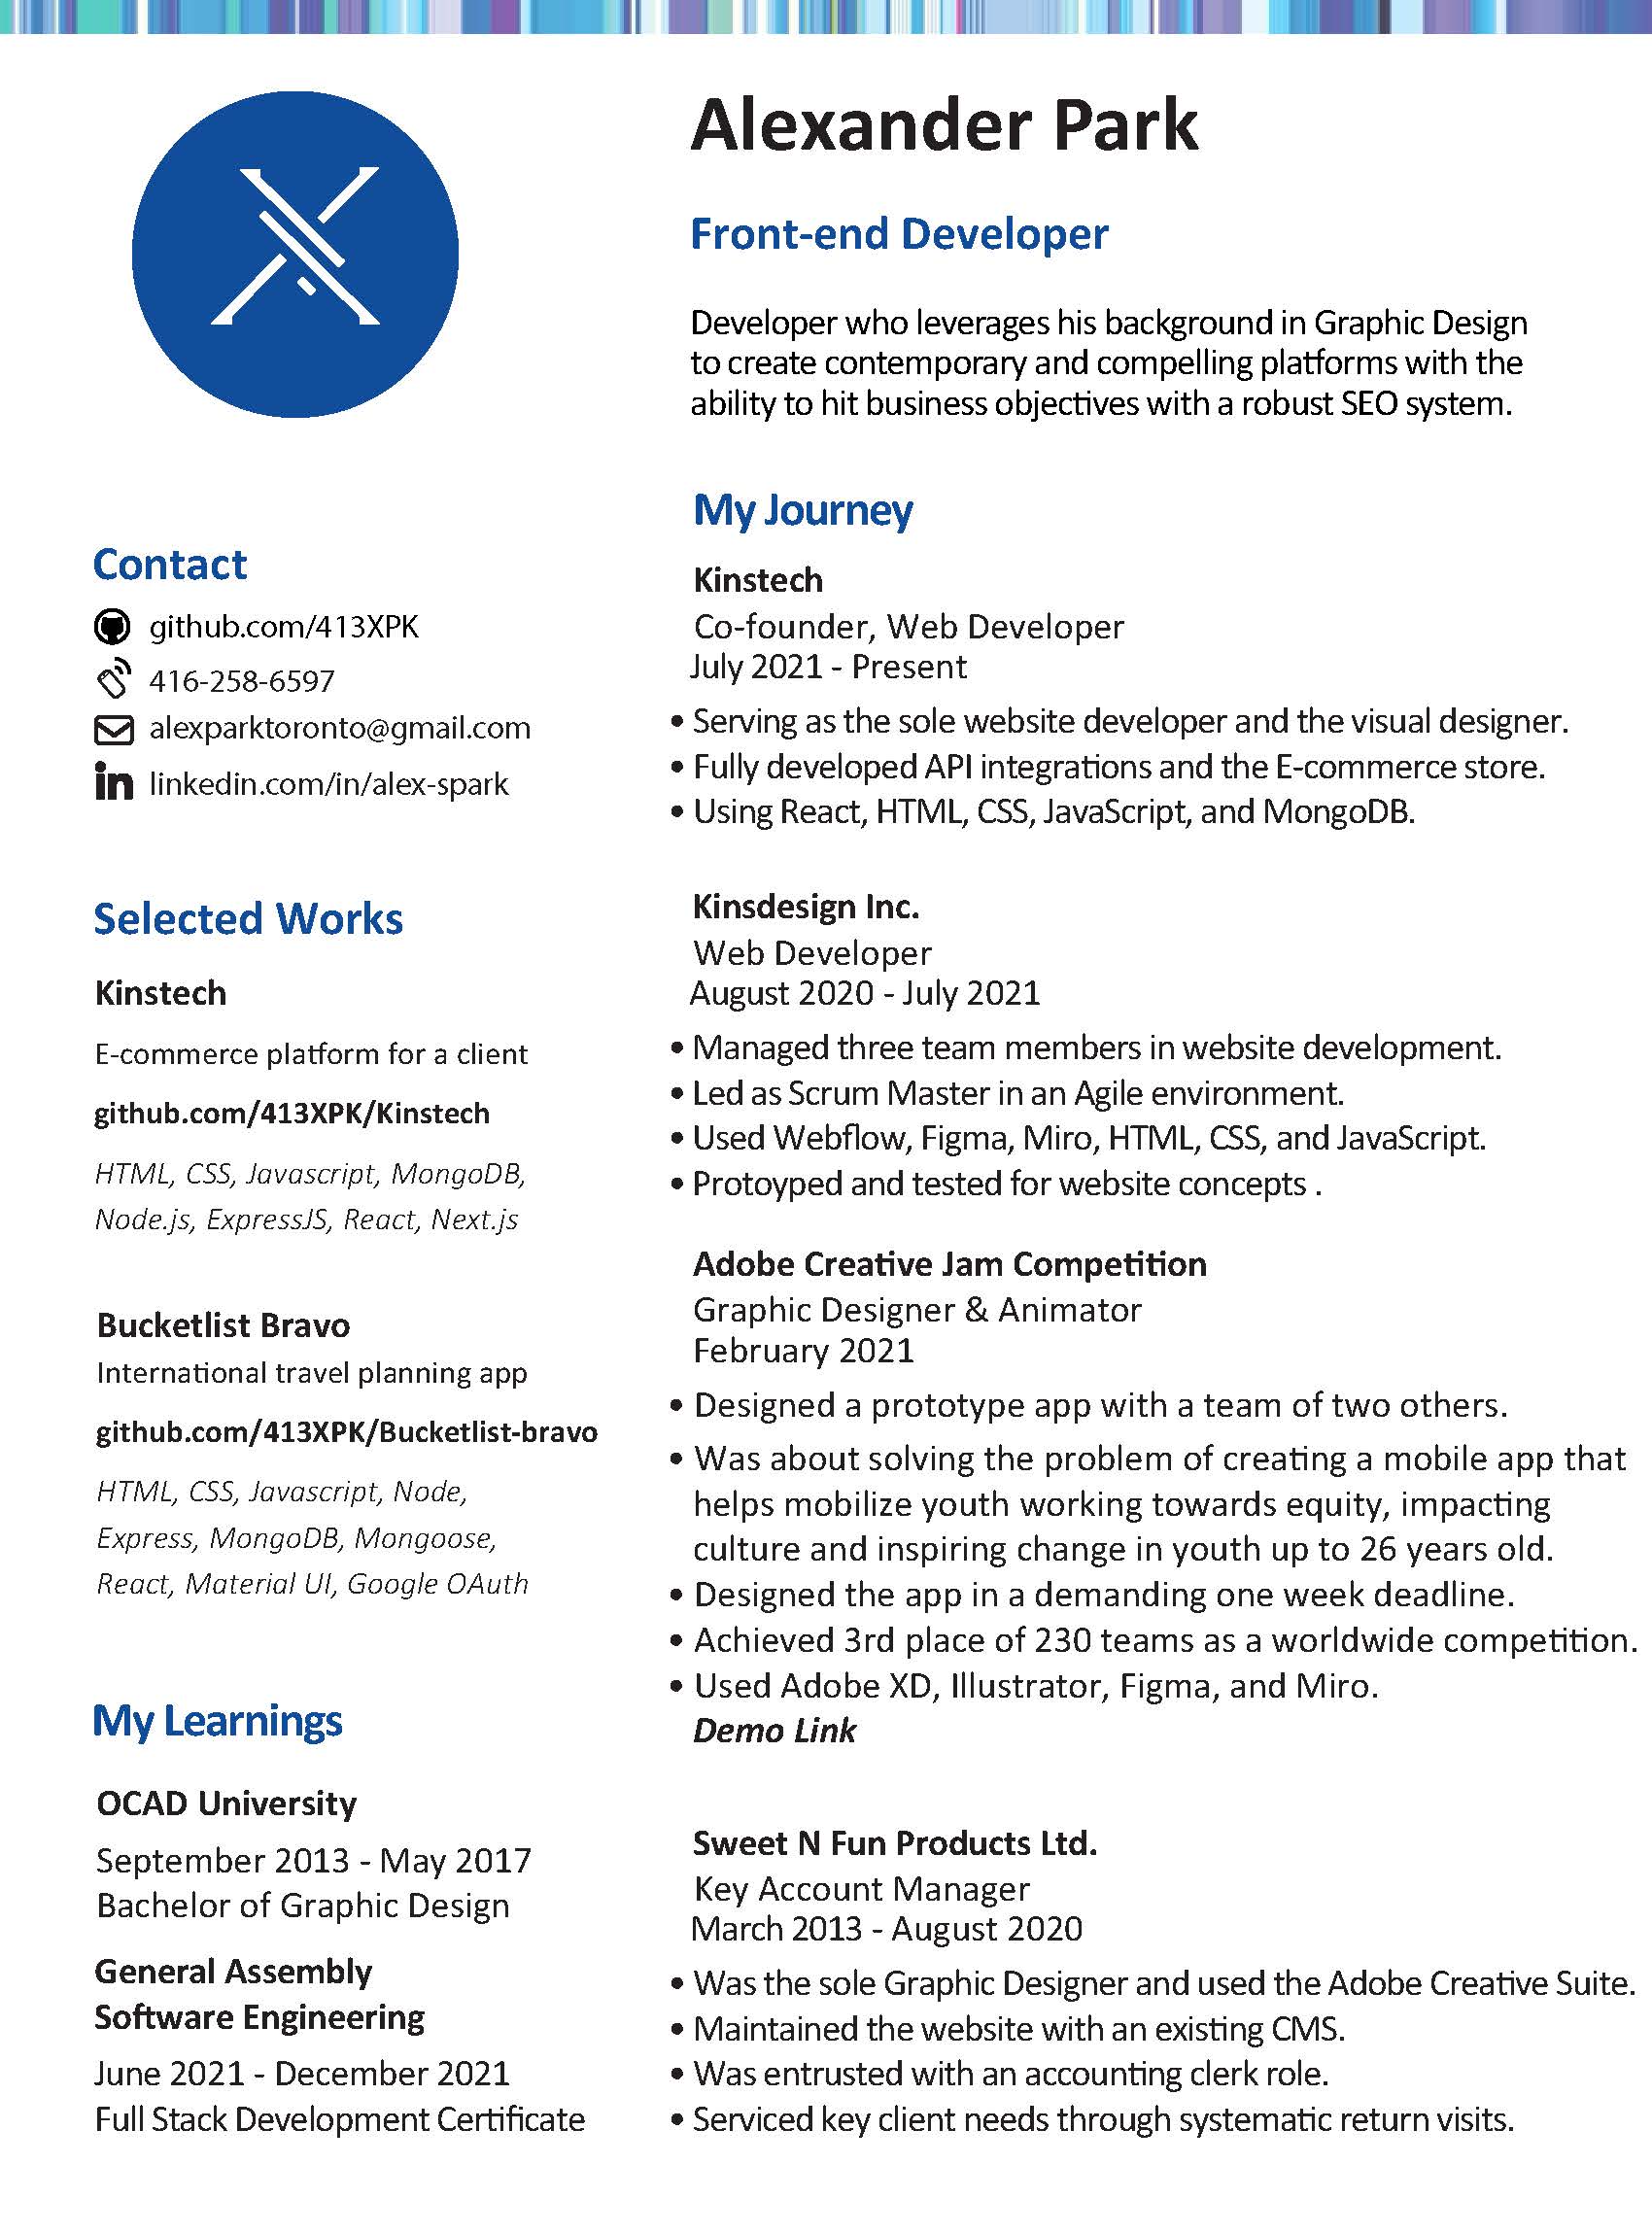 Alexander Park
Front-end Developer
Developer who leverages his background in Graphic Design
to create contemporary and compelling platforms with the
ability to hit business objectives with a robust SEO system.
Contact
github.com/413XPK
416-258-6597
alexparktoronto@gmail.com
linkedin.com/in/alex-spark
Selected Works
Kinstech
E-commerce platform for a client
github.com/413XPK/Kinstech
HTML, CSS, Javascript, MongoDB,
Node.js, ExpressJS, React, Next.js
Bucketlist Bravo
International travel planning app
github.com/413XPK/Bucketlist-bravo
HTML, CSS, Javascript, Node,
Express, MongoDB, Mongoose,
React, Material UI, Google OAuth
My Learnings
OCAD University
September 2013 - May 2017
Bachelor of Graphic Design
General Assembly
Software Engineering
June 2021 - December 2021
Full Stack Development Certificate
My Journey
Kinstech
Co-founder, Web Developer
July 2021 - Present
• Serving as the sole website developer and the visual designer.
• Fully developed API integrations and the E-commerce store.
• Using React, HTML, CSS, JavaScript, and MongoDB.
Kinsdesign Inc.
Web Developer
August 2020 - July 2021
• Managed three team members in website development.
• Led as Scrum Master in an Agile environment.
• Used Webflow, Figma, Miro, HTML, CSS, and JavaScript.
• Protoyped and tested for website concepts .
Adobe Creative Jam Competition
Graphic Designer & Animator
February 2021
• Designed a prototype app with a team of two others.
• Was about solving the problem of creating a mobile app that
helps mobilize youth working towards equity, impacting
culture and inspiring change in youth up to 26 years old.
• Designed the app in a demanding one week deadline.
• Achieved 3rd place of 230 teams as a worldwide competition.
• Used Adobe XD, Illustrator, Figma, and Miro.
Demo Link
Sweet N Fun Products Ltd.
Key Account Manager
March 2013 - August 2020
• Was the sole Graphic Designer and used the Adobe Creative Suite.
• Maintained the website with an existing CMS.
• Was entrusted with an accounting clerk role.
• Serviced key client needs through systematic return visits.